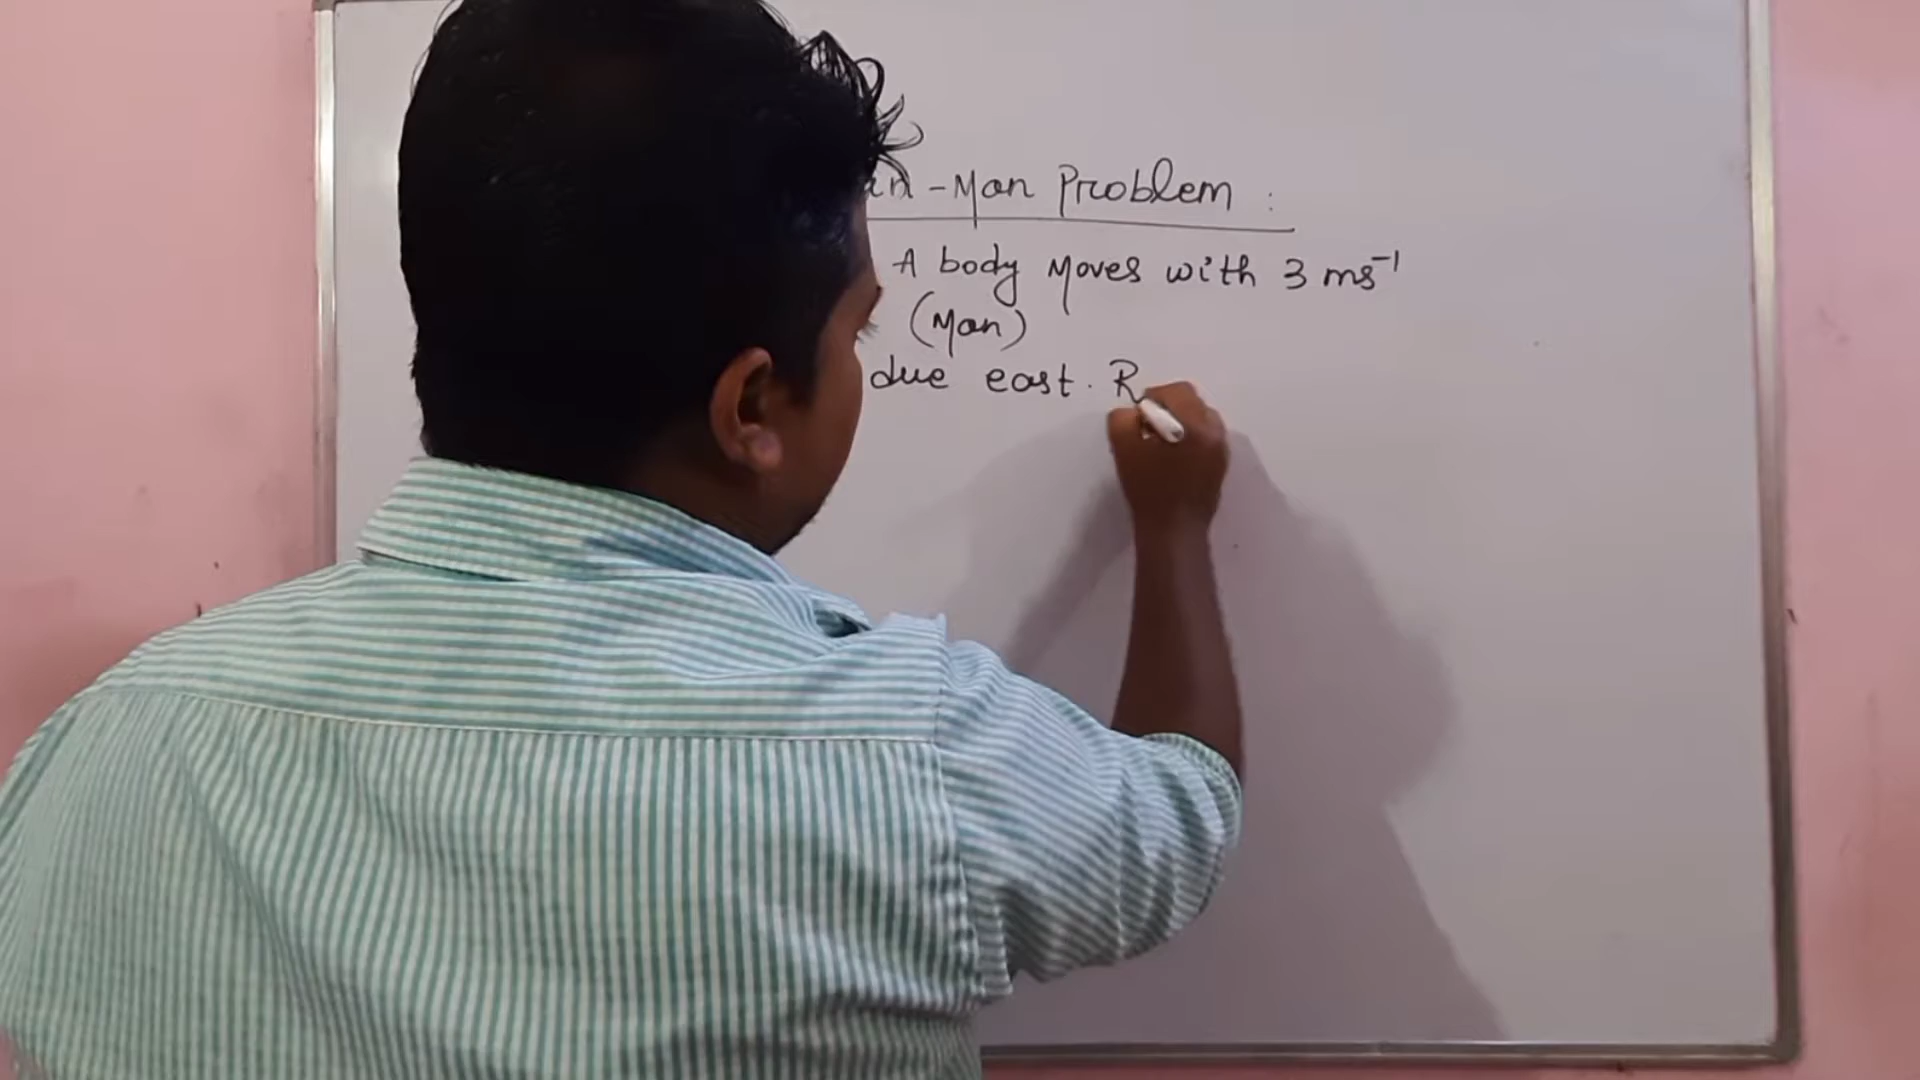 -Man Problem :
A body moves with 3 ms⁻¹
(Man)
due east. R